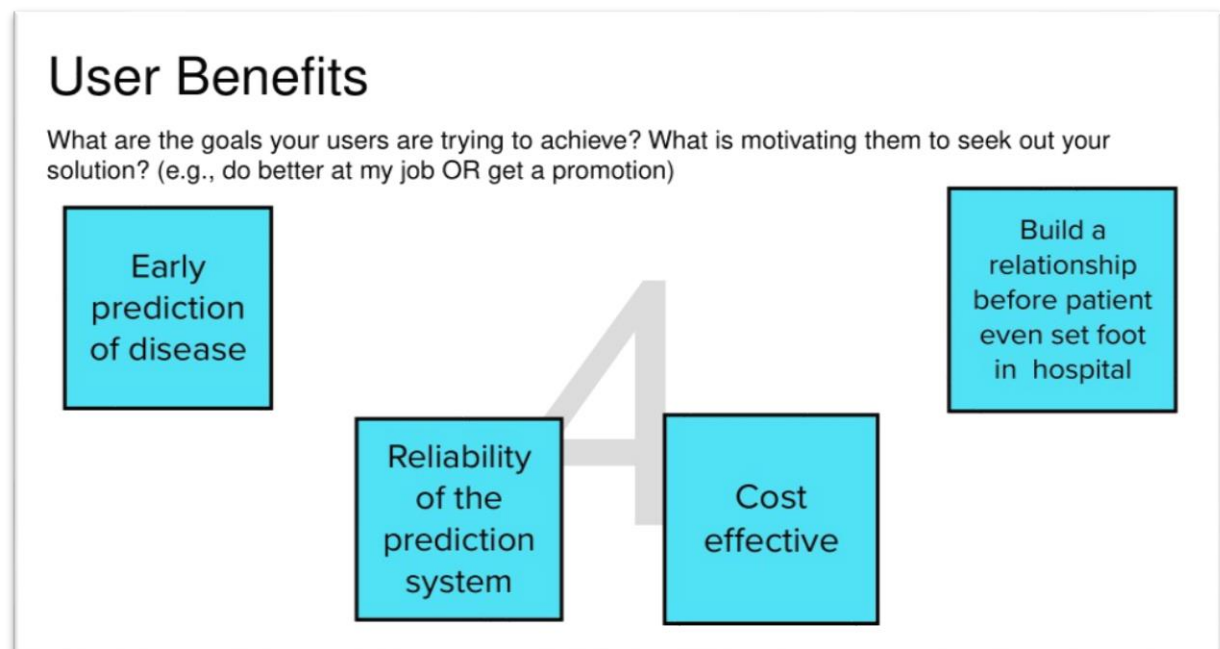 User Benefits
What are the goals your users are trying to achieve? What is motivating them to seek out your
solution? (e.g., do better at my job OR get a promotion)
Early
prediction
of disease
Build a
relationship
before patient
even set foot
in hospital
4
Reliability
of the
prediction
system
Cost
effective